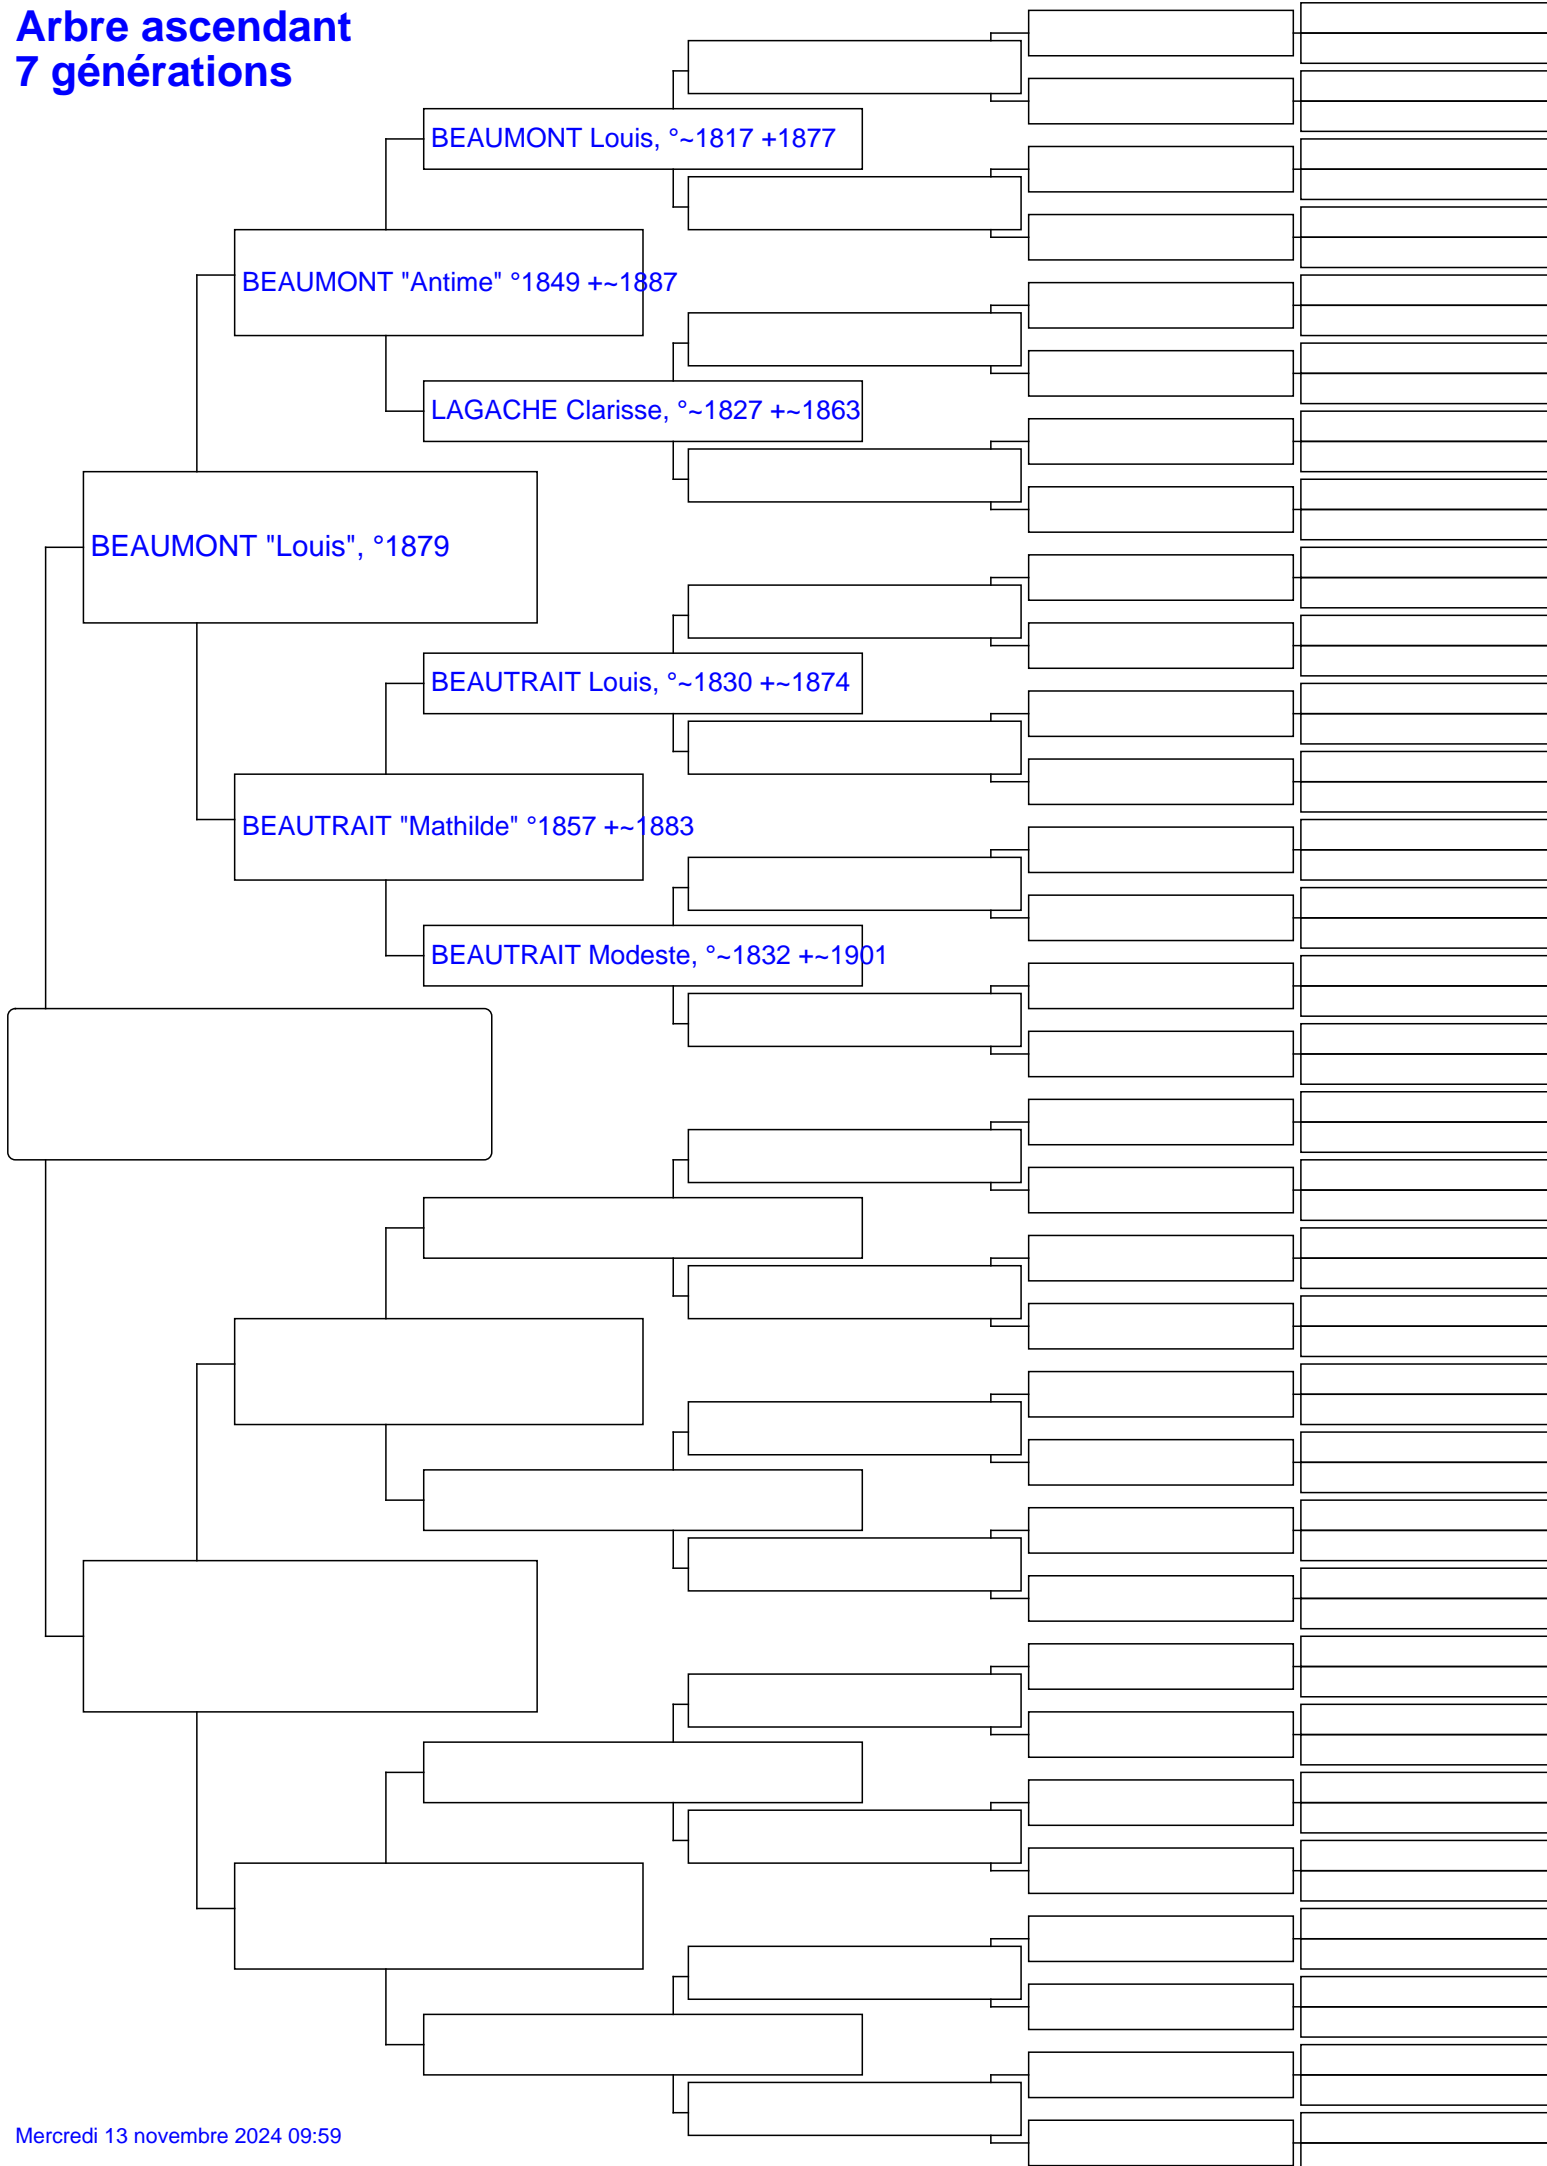 Arbre ascendant
7 générations
BEAUMONT Louis, °~1817 +1877
BEAUMONT "Antime" °1849 +~1887
LAGACHE Clarisse, °~1827 +~1863
BEAUMONT "Louis", °1879
BEAUTRAIT Louis, °~1830 +~1874
BEAUTRAIT "Mathilde" °1857 +~1883
BEAUTRAIT Modeste, °~1832 +~1901
Mercredi 13 novembre 2024 09:59